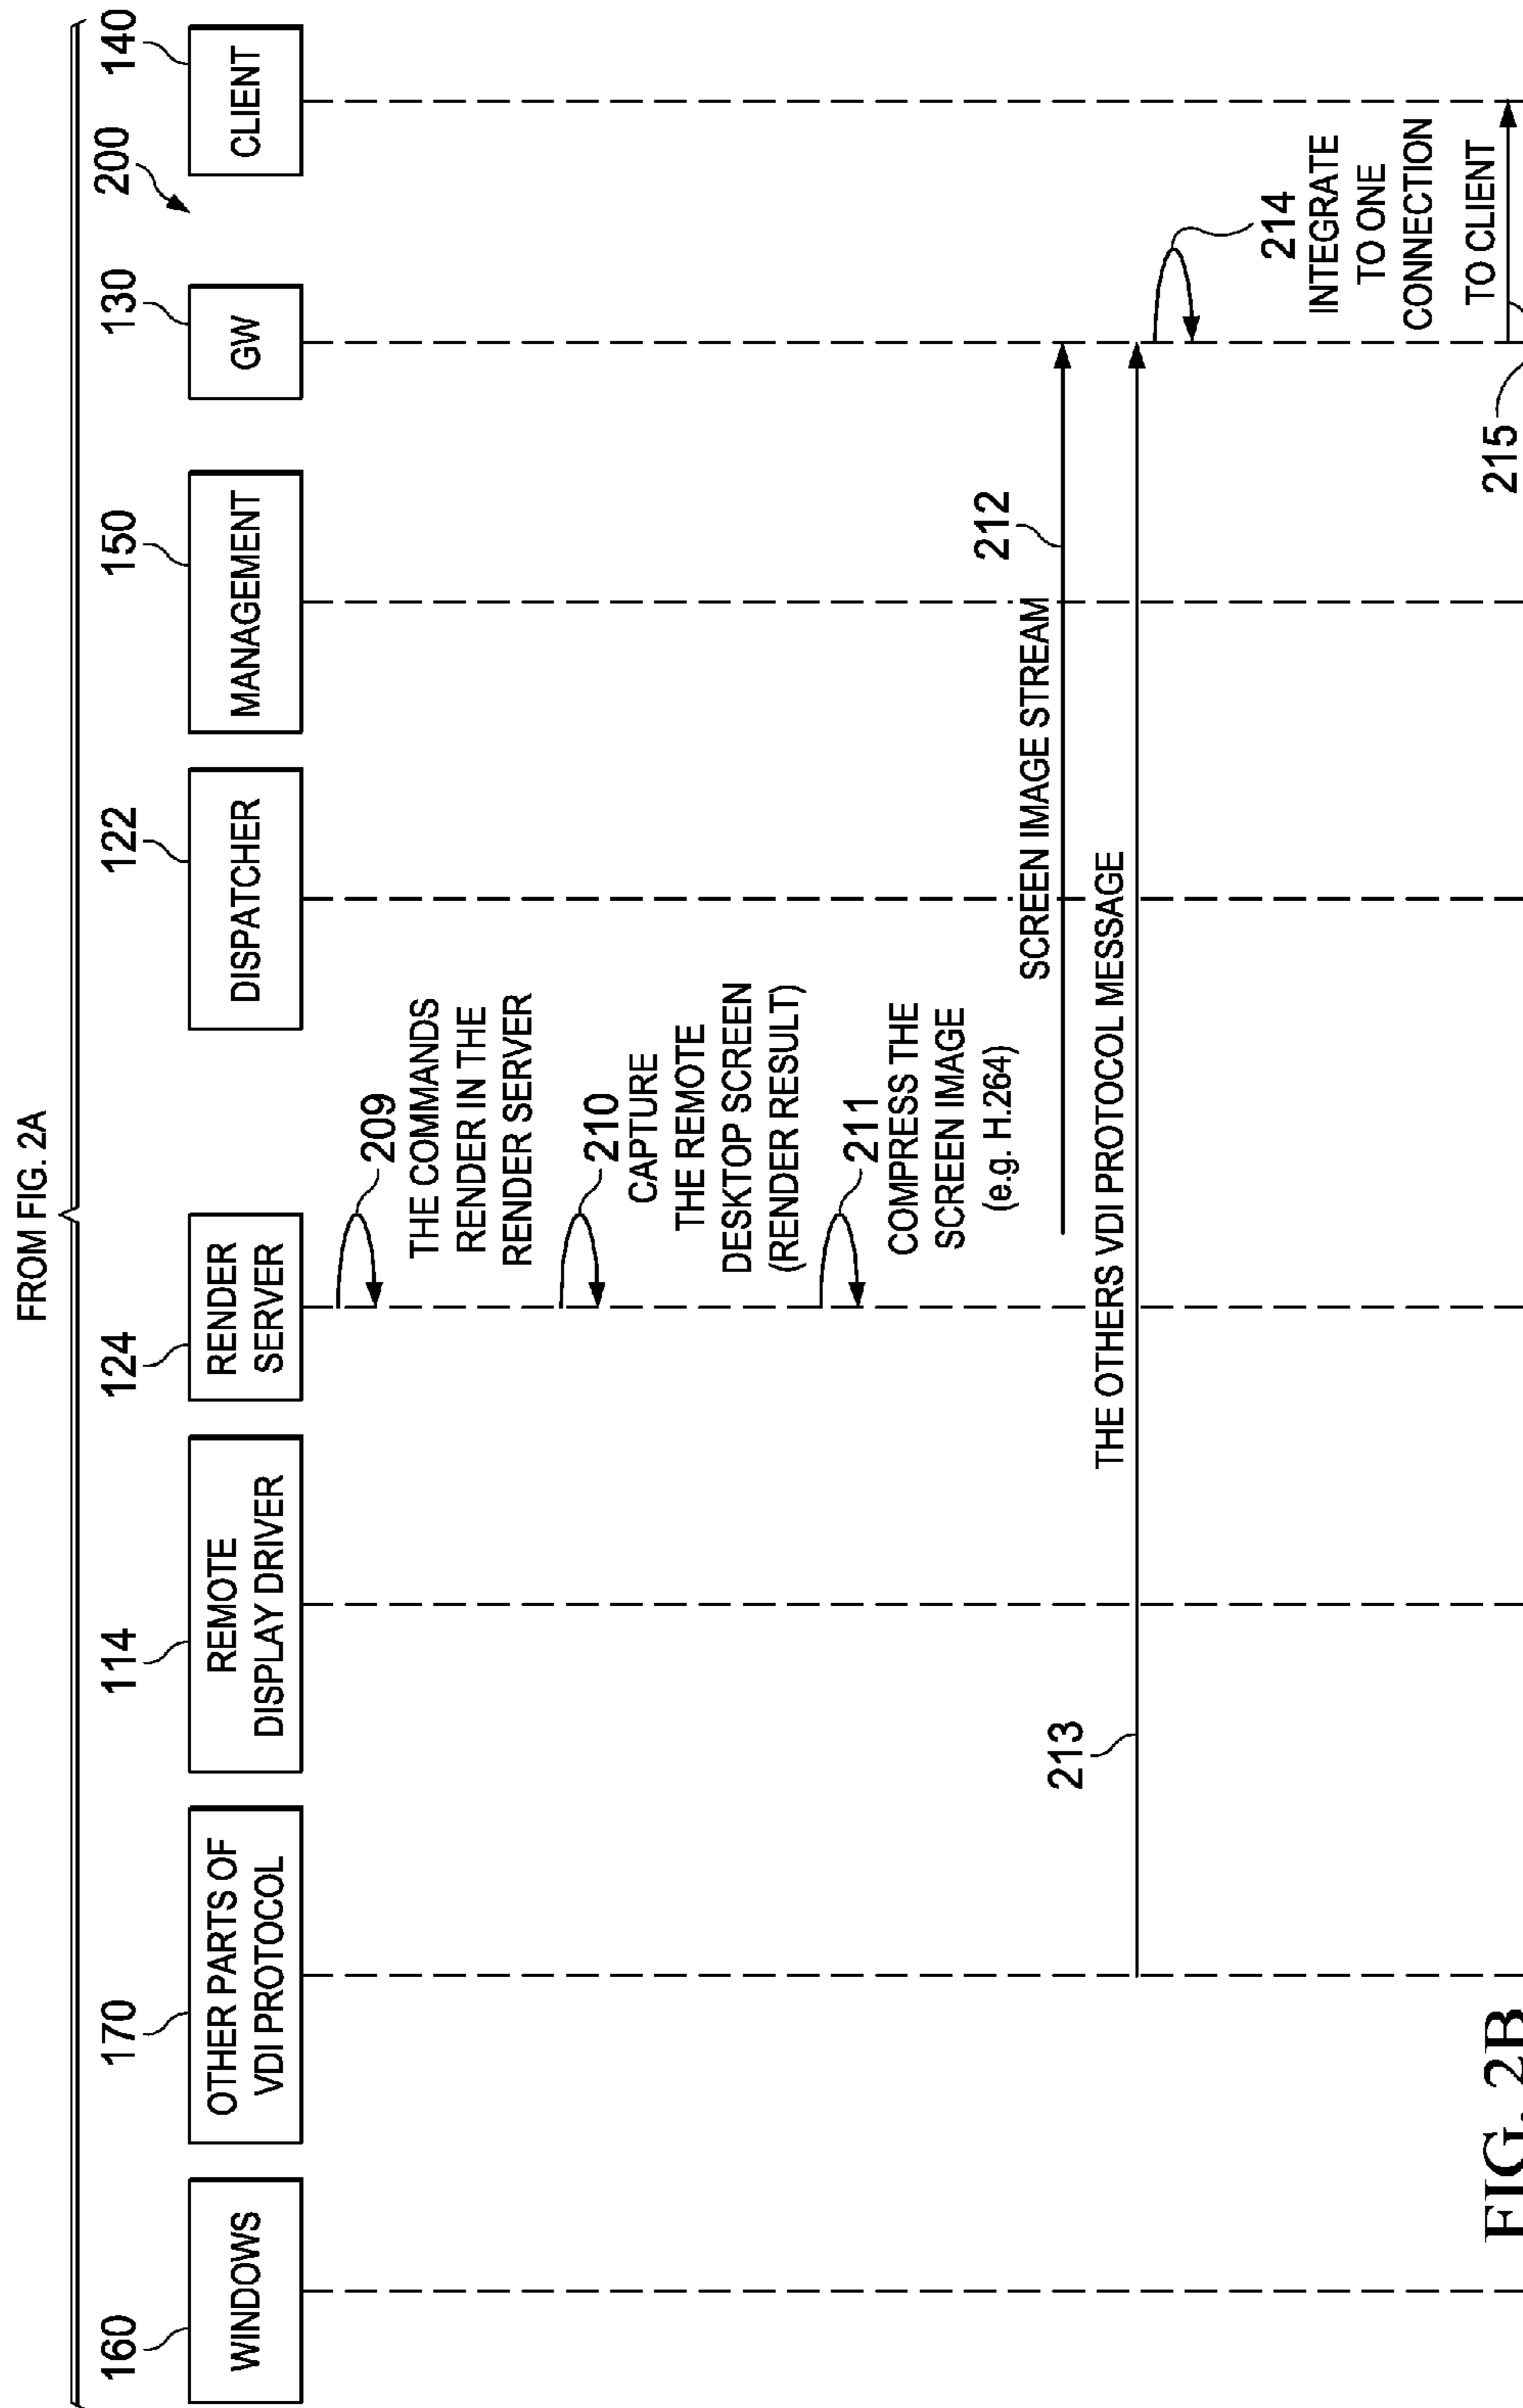 FROM FIG. 2A
160
170
114
124
122
150
130
200
140
WINDOWS
OTHER PARTS OF
VDI PROTOCOL
REMOTE
DISPLAY DRIVER
RENDER
SERVER
DISPATCHER
MANAGEMENT
GW
CLIENT
209
THE COMMANDS
RENDER IN THE
RENDER SERVER
210
CAPTURE
THE REMOTE
DESKTOP SCREEN
(RENDER RESULT)
211
COMPRESS THE
SCREEN IMAGE
(e.g. H.264)
212
SCREEN IMAGE STREAM
213
THE OTHERS VDI PROTOCOL MESSAGE
214
INTEGRATE
TO ONE
CONNECTION
TO CLIENT
215
FIG. 2B